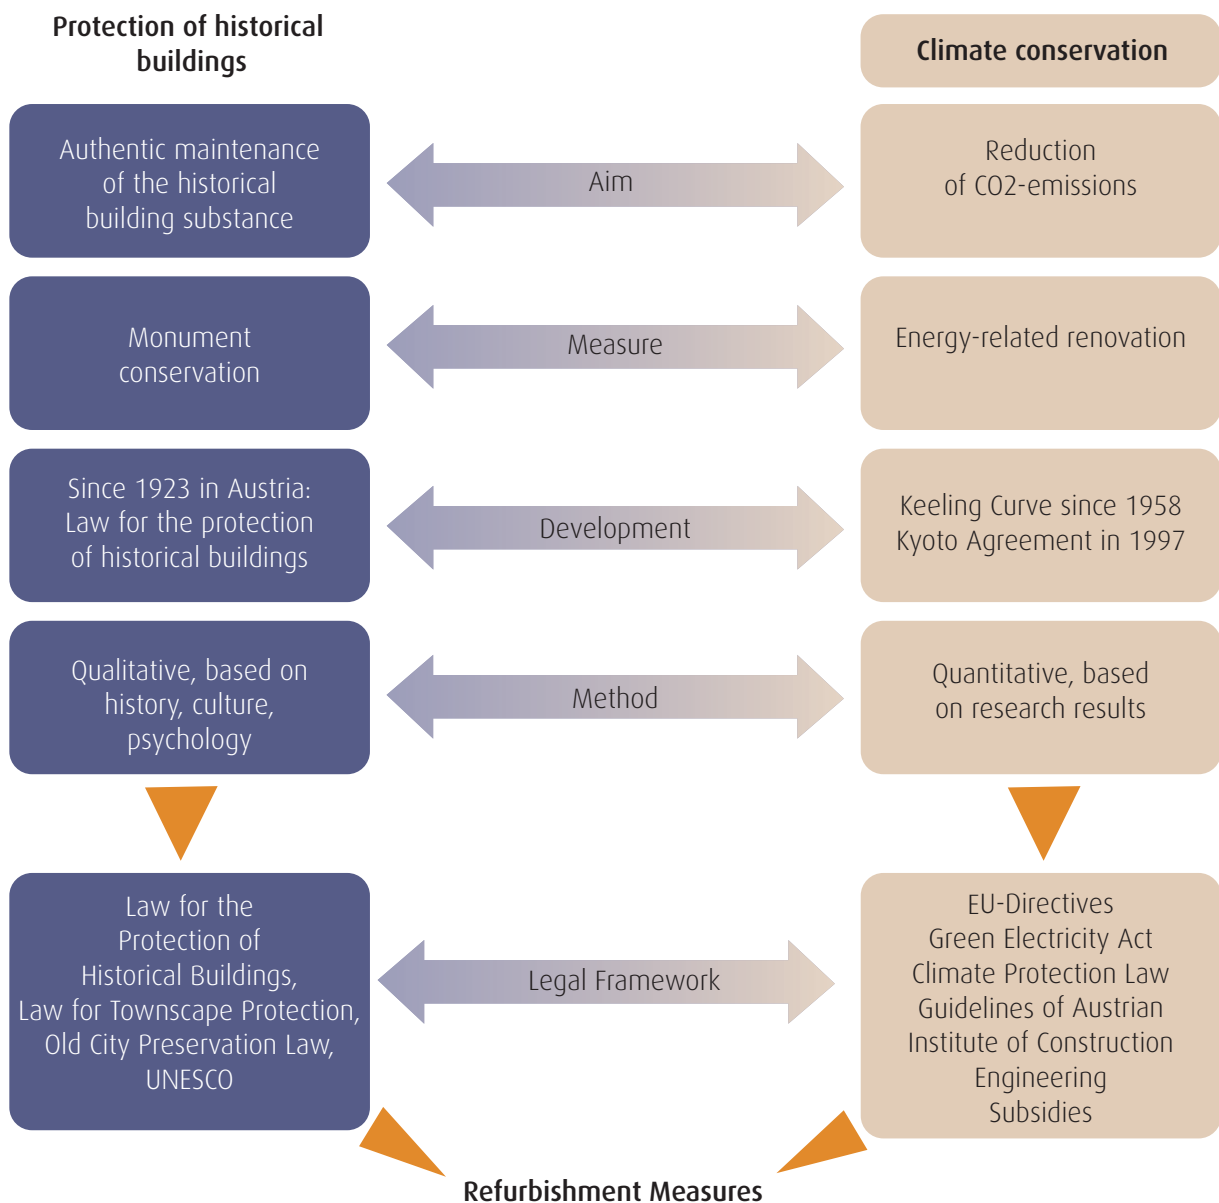 Protection of historical
buildings
Climate conservation
Authentic maintenance
of the historical
building substance
Aim
Reduction
of CO2-emissions
Monument
conservation
Measure
Energy-related renovation
Since 1923 in Austria:
Law for the protection
of historical buildings
Development
Keeling Curve since 1958
Kyoto Agreement in 1997
Qualitative, based on
history, culture,
psychology
Method
Quantitative, based
on research results
Law for the
Protection of
Historical Buildings,
Law for Townscape Protection,
Old City Preservation Law,
UNESCO
Legal Framework
EU-Directives
Green Electricity Act
Climate Protection Law
Guidelines of Austrian
Institute of Construction
Engineering
Subsidies
Refurbishment Measures